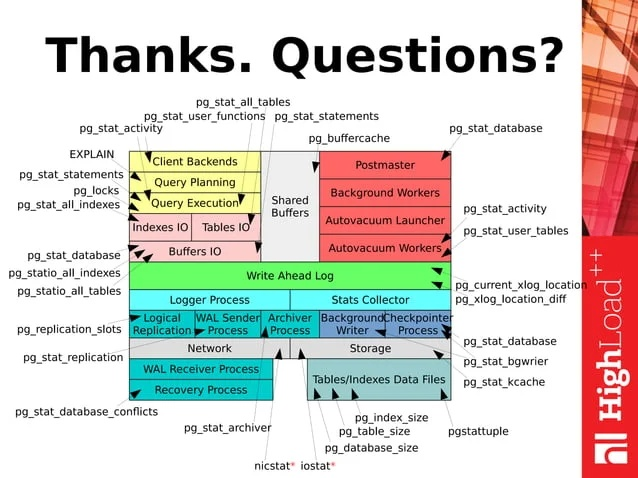 Thanks. Questions?
pg_stat_all_tables
pg_stat_user_functions
pg_stat_statements
pg_stat_activity
pg_buffercache
pg_stat_database
EXPLAIN
pg_stat_statements
pg_locks
pg_stat_all_indexes
Client Backends
Query Planning
Query Execution
Indexes IO
Tables IO
Buffers IO
Shared
Buffers
Postmaster
Background Workers
Autovacuum Launcher
Autovacuum Workers
pg_stat_activity
pg_stat_user_tables
pg_stat_database
pg_statio_all_indexes
pg_statio_all_tables
Write Ahead Log
pg_current_xlog_location
pg_xlog_location_diff
Logger Process
Stats Collector
Logical
Replication
WAL Sender
Process
Archiver
Process
Background
Writer
Checkpointer
Process
pg_replication_slots
pg_stat_replication
pg_stat_database
pg_stat_bgwrier
pg_stat_kcache
Network
Storage
WAL Receiver Process
Recovery Process
Tables/Indexes Data Files
pg_stat_database_conflicts
pg_stat_archiver
pg_index_size
pg_table_size
pg_database_size
pgstattuple
nicstat*
iostat*
HighLoad++